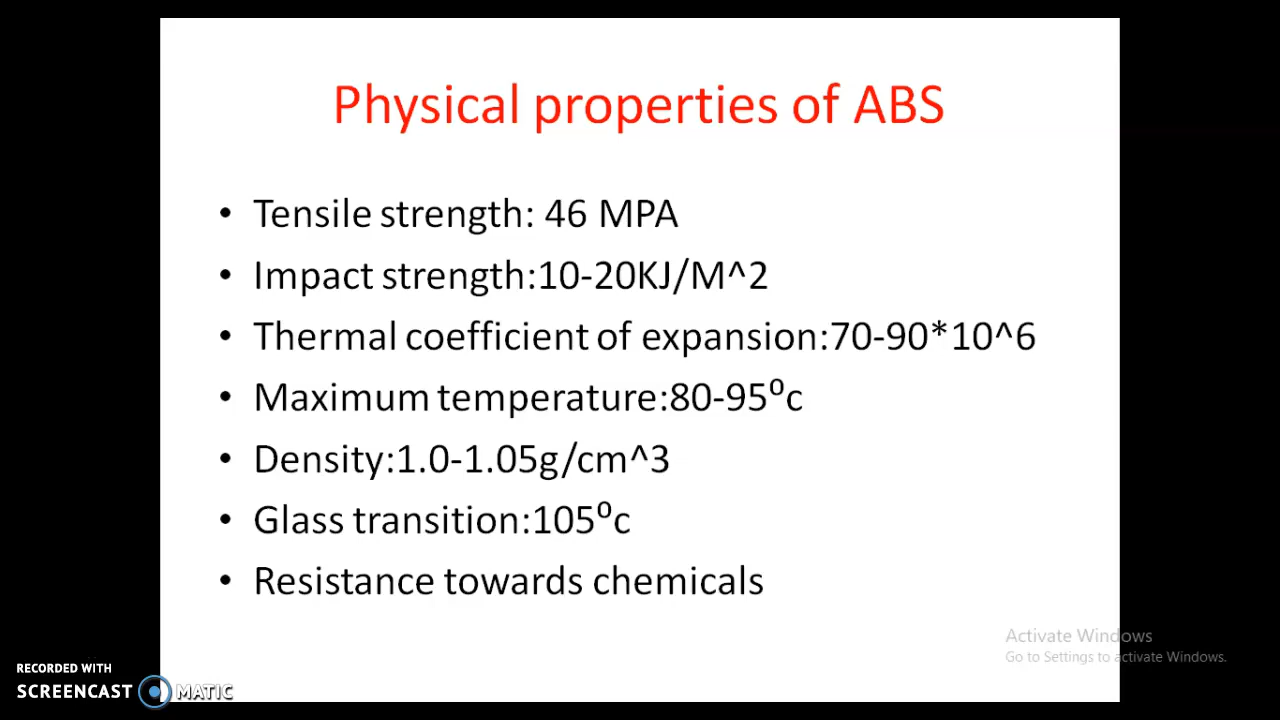 Physical properties of ABS
• Tensile strength: 46 MPA
• Impact strength:10-20KJ/M^2
• Thermal coefficient of expansion:70-90*10^6
• Maximum temperature:80-95⁰c
• Density:1.0-1.05g/cm^3
• Glass transition:105⁰c
• Resistance towards chemicals
Activate Windows
Go to Settings to activate Windows.
RECORDED WITH
SCREENCAST MATIC